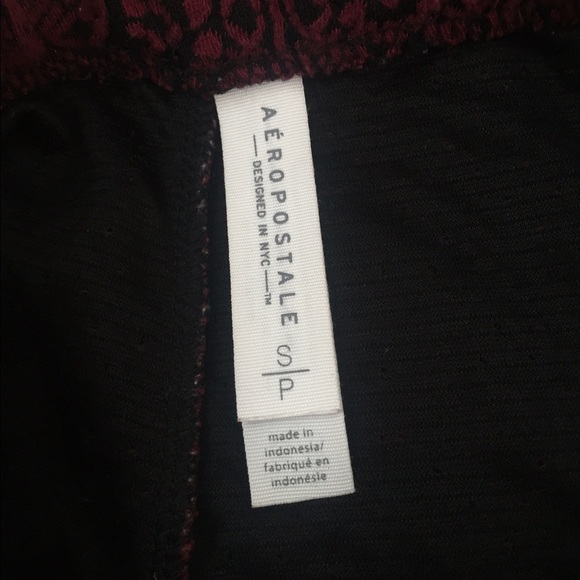 AÉROPOSTALE
— DESIGNED IN NYC —™
S/P
made in
indonesia/
fabriqué en
indonésie